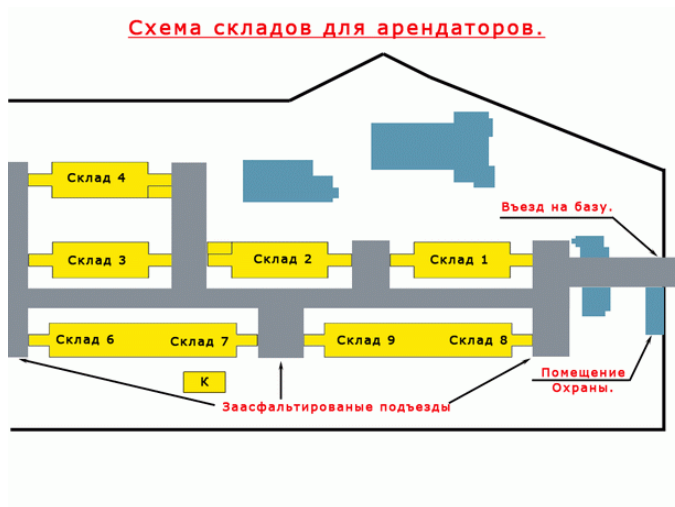 Схема складов для арендаторов.
Склад 4
Въезд на базу.
Склад 3
Склад 2
Склад 1
Склад 6
Склад 7
Склад 9
Склад 8
К
Помещение
Охраны.
Заасфальтированые подъезды